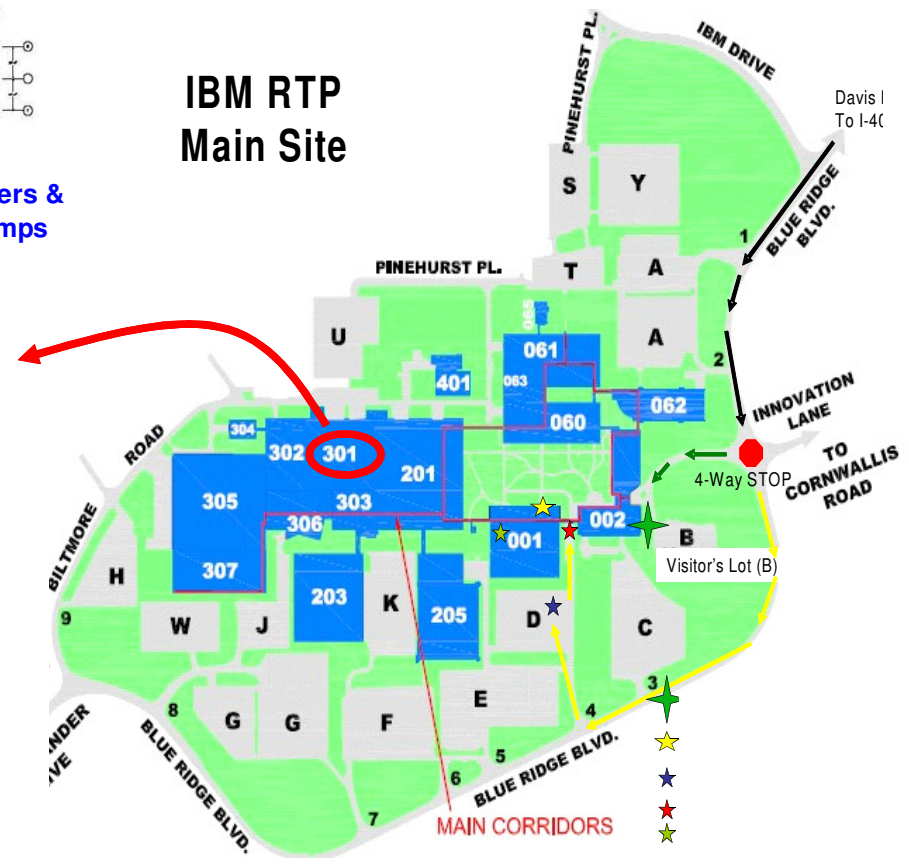 IBM RTP
Main Site
ers &
mps
PINEHURST PL.
IBM DRIVE
Davis
To I-40
BLUE RIDGE
BLVD.
S
Y
1
T
A
PINEHURST PL.
U
065
061
A
2
401
063
062
060
INNOVATION
LANE
304
302
301
201
4-Way STOP
TO
CORNWALLIS
ROAD
BILTMORE
ROAD
305
303
306
001
002
B
Visitor's Lot (B)
307
H
203
K
205
D
C
9
W
J
3
8
G
G
F
E
4
NDER
VE
BLUE RIDGE BLVD.
5
6
BLUE RIDGE BLVD.
7
MAIN CORRIDORS